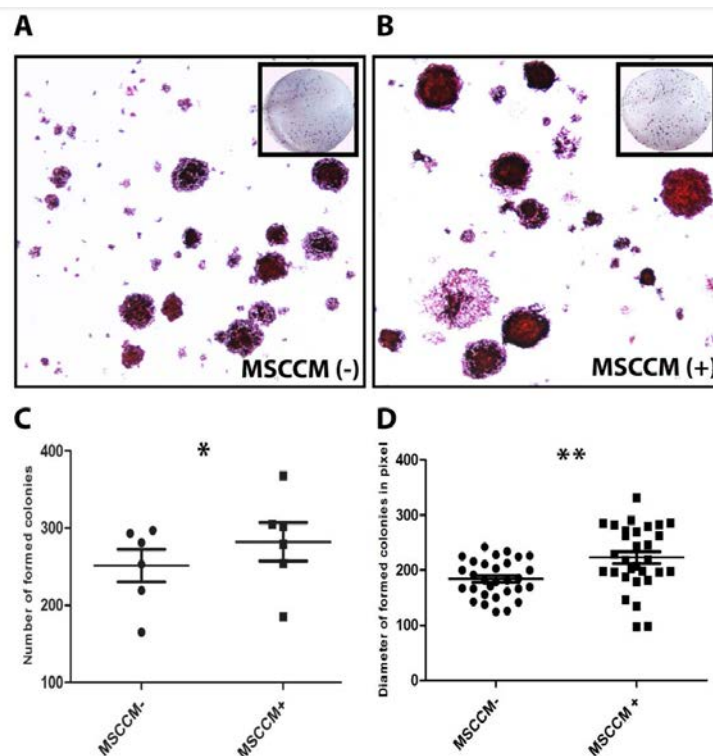 A
B
MSCCM (-)
MSCCM (+)
C
D
Number of formed colonies
400
300
200
100
*
MSCCM-
MSCCM+
Diameter of formed colonies in pixel
400
300
200
100
0
**
MSCCM-
MSCCM +